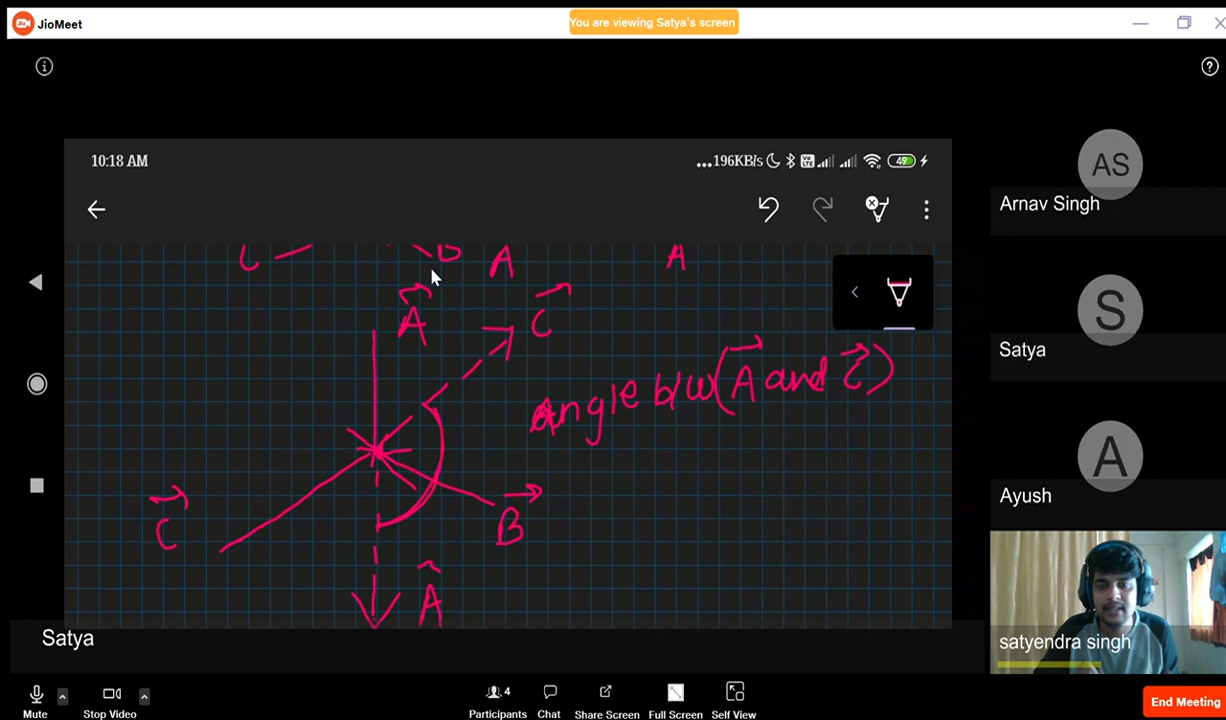 JioMeet
You are viewing Satya's screen
10:18 AM
...196KB/s
49
AS
Arnav Singh
S
Satya
A
Ayush
satyendra singh
C B A A
A
C
Angle b/w (A and C)
C
B
A
Satya
Mute
Stop Video
4
Participants
Chat
Share Screen
Full Screen
Self View
End Meeting